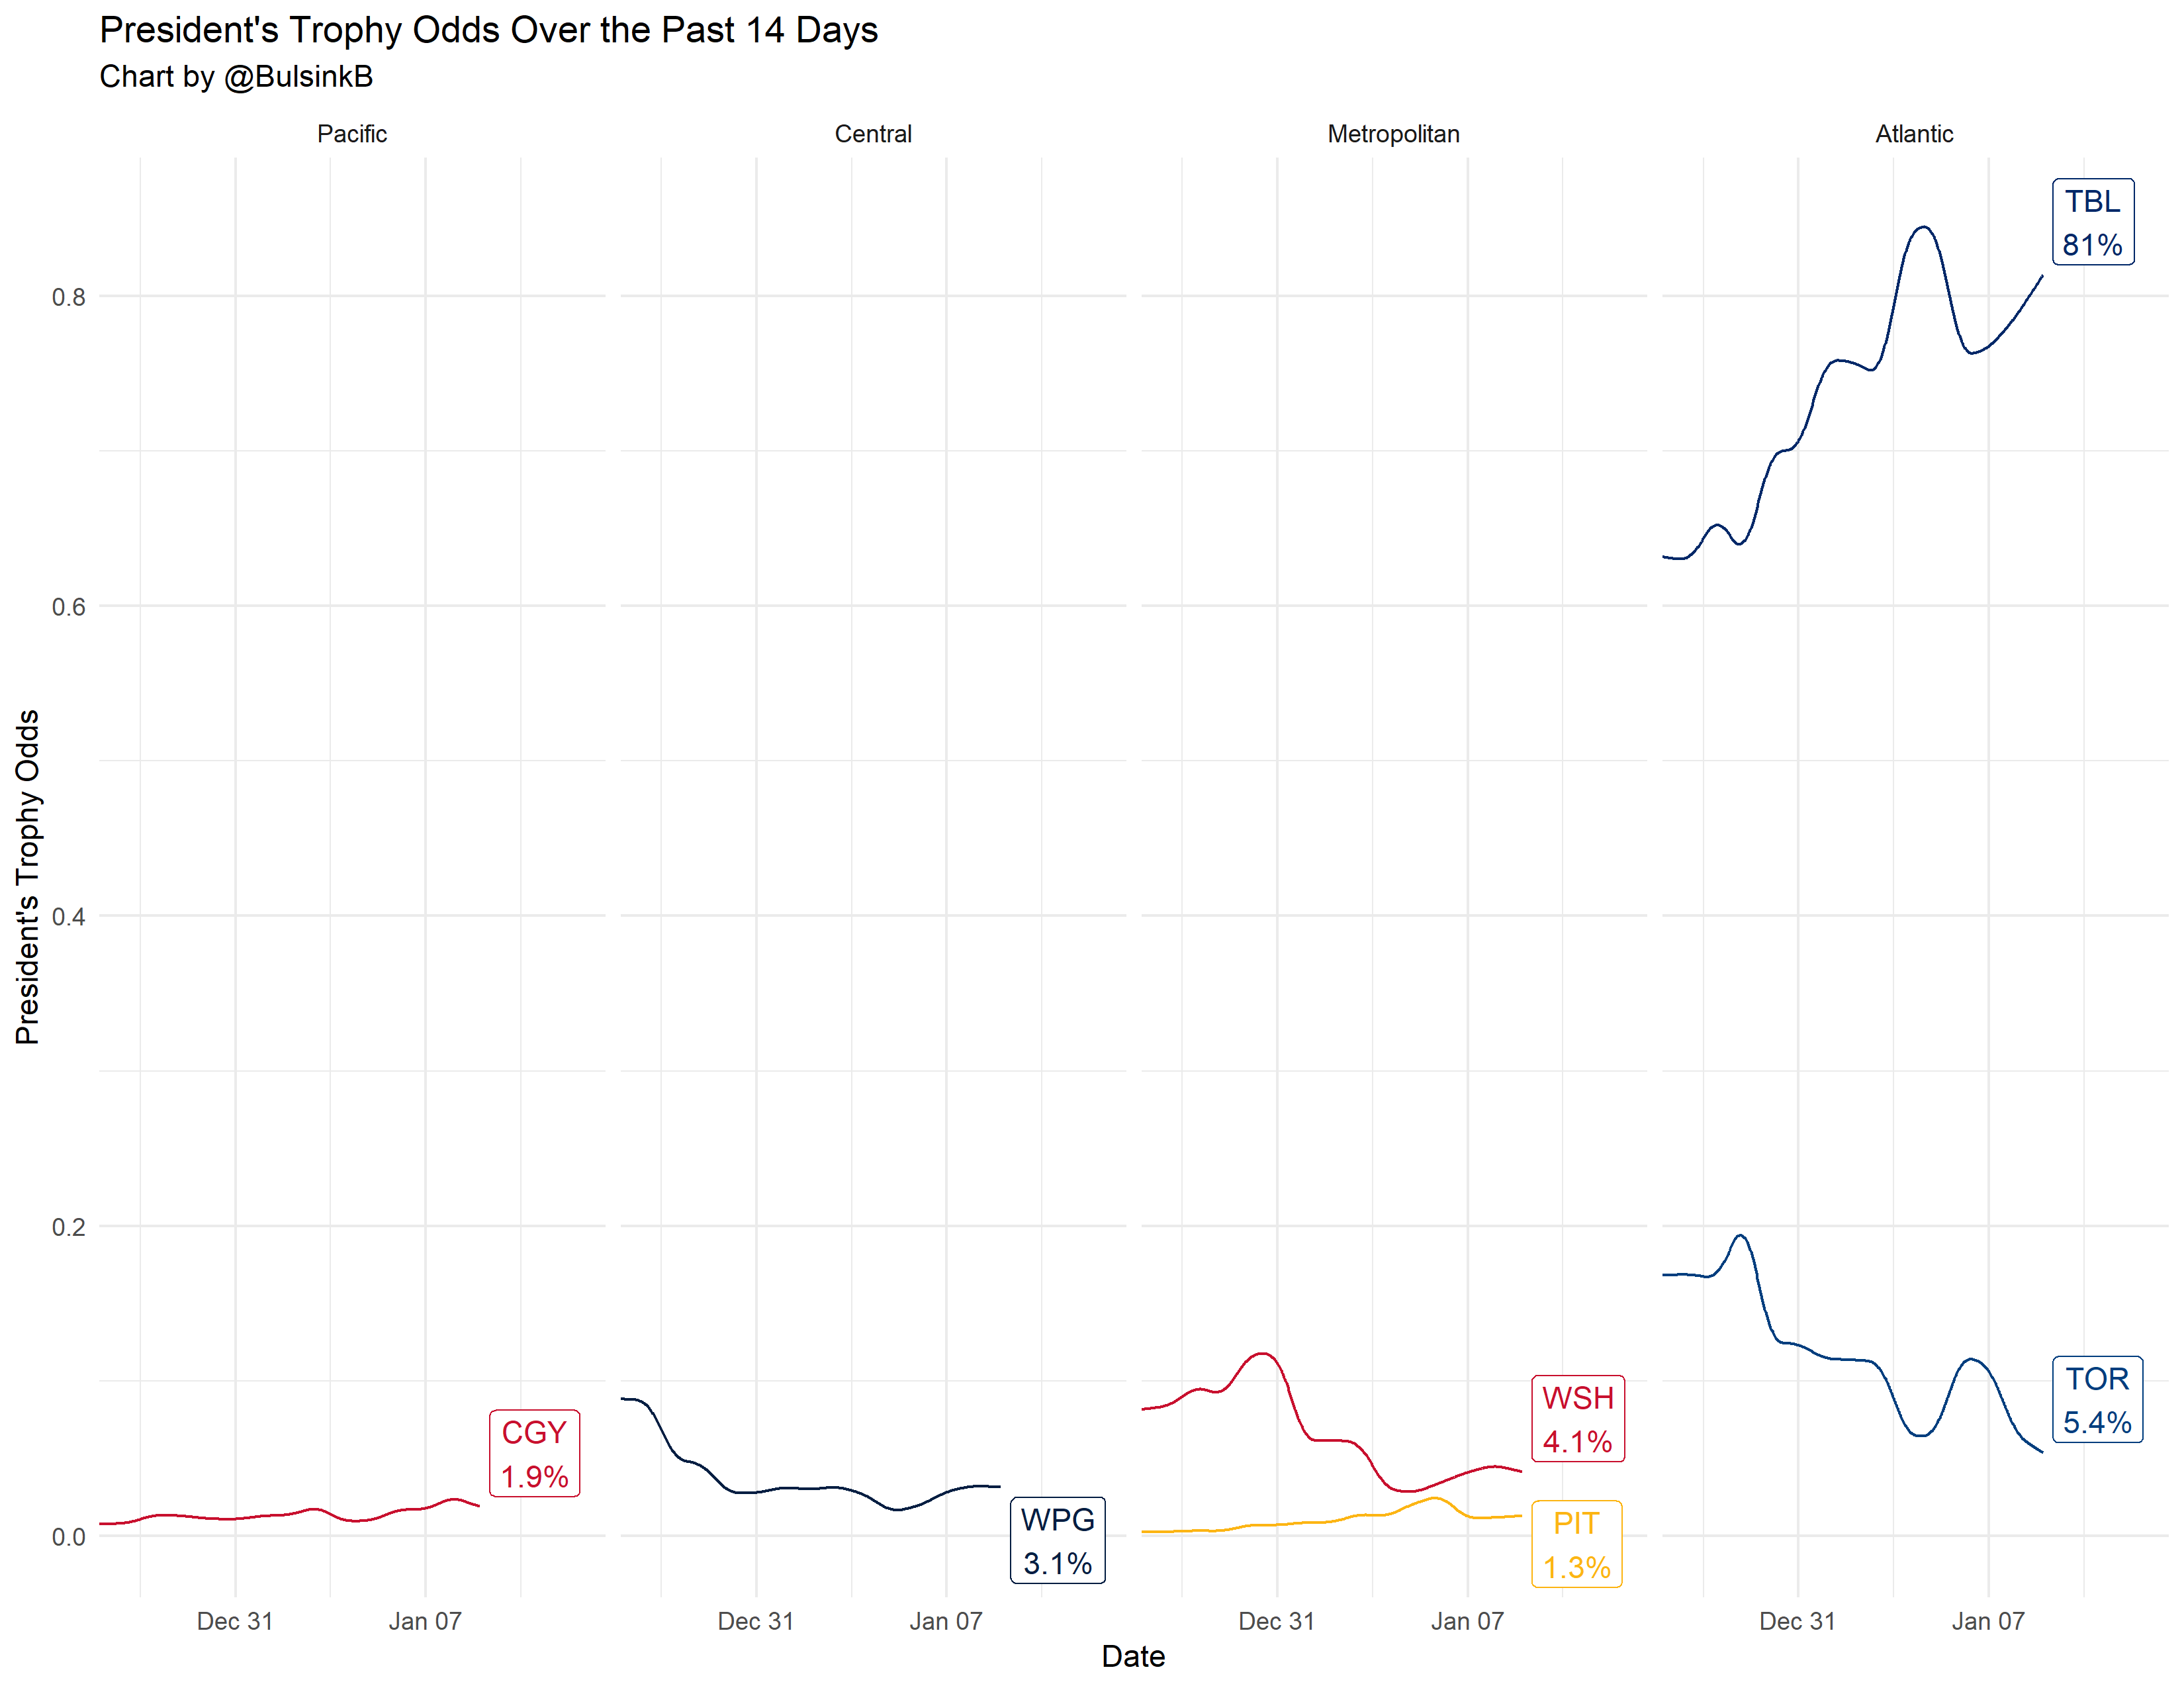 President's Trophy Odds Over the Past 14 Days
Chart by @BulsinkB
Pacific
Central
Metropolitan
Atlantic
President's Trophy Odds
0.8
0.6
0.4
0.2
0.0
TBL
81%
TOR
5.4%
WSH
4.1%
PIT
1.3%
CGY
1.9%
WPG
3.1%
Dec 31
Jan 07
Dec 31
Jan 07
Dec 31
Jan 07
Dec 31
Jan 07
Date